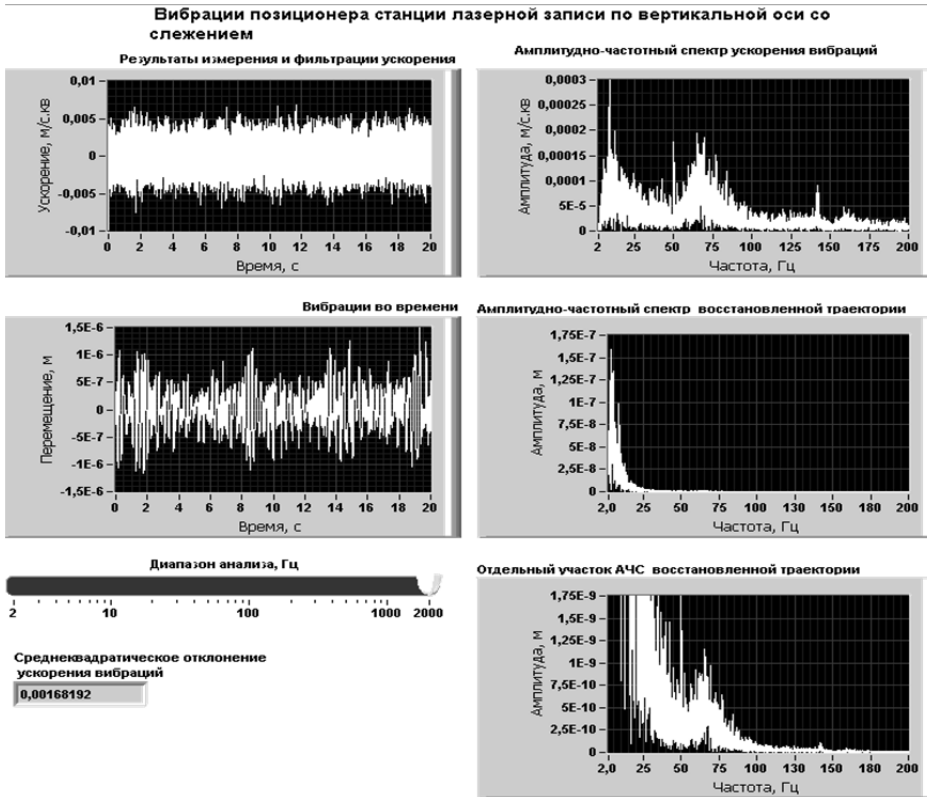 Вибрации позиционера станции лазерной записи по вертикальной оси со
слежением
Результаты измерения и фильтрации ускорения
Ускорение, м/с.кв
0,01
0,005
0
-0,005
-0,01
0 2 4 6 8 10 12 14 16 18 20
Время, с
Амплитудно-частотный спектр ускорения вибраций
Амплитуда, м/с.кв
0,0003
0,00025
0,0002
0,00015
0,0001
5E-5
0
2 25 50 75 100 125 150 175 200
Частота, Гц
Вибрации во времени
Перемещение, м
1,5E-6
1E-6
5E-7
0
-5E-7
-1E-6
-1,5E-6
0 2 4 6 8 10 12 14 16 18 20
Время, с
Амплитудно-частотный спектр восстановленной траектории
Амплитуда, м
1,75E-7
1,5E-7
1,25E-7
1E-7
7,5E-8
5E-8
2,5E-8
0
2,0 25 50 75 100 125 150 175 200
Частота, Гц
Диапазон анализа, Гц
2 10 100 1000 2000
Среднеквадратическое отклонение
ускорения вибраций
0,00168192
Отдельный участок АЧС восстановленной траектории
Амплитуда, м
1,75E-9
1,5E-9
1,25E-9
1E-9
7,5E-10
5E-10
2,5E-10
0
2,0 25 50 75 100 125 150 175 200
Частота, Гц